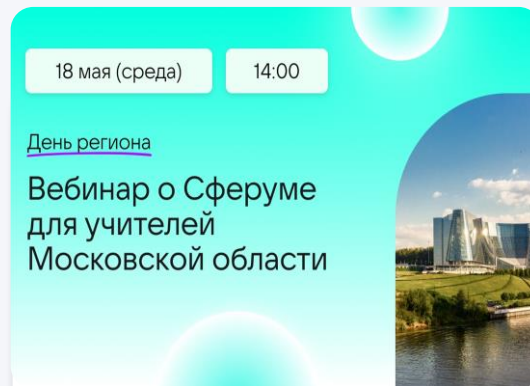 18 мая (среда)
14:00
День региона
Вебинар о Сферуме
для учителей
Московской области